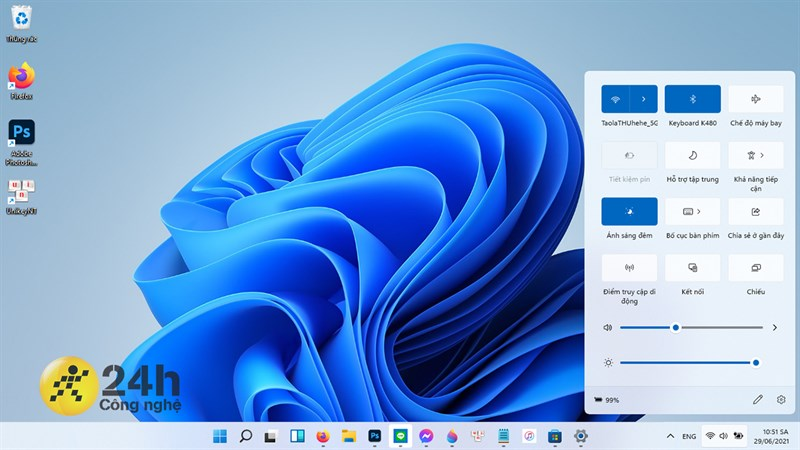 Thùng rác
Firefox
Ps
Adobe
Photosh...
UnikeyNT
TaolaTHUhehe_5G
Keyboard K480
Chế độ máy bay
Tiết kiệm pin
Hỗ trợ tập trung
Khả năng tiếp
cận
Ánh sáng đêm
Bố cục bàn phím
Chia sẻ ở gần đây
Điểm truy cập di
động
Kết nối
Chiếu
99%
24h
Công nghệ
Ps
ENG
10:51 SA
29/06/2021